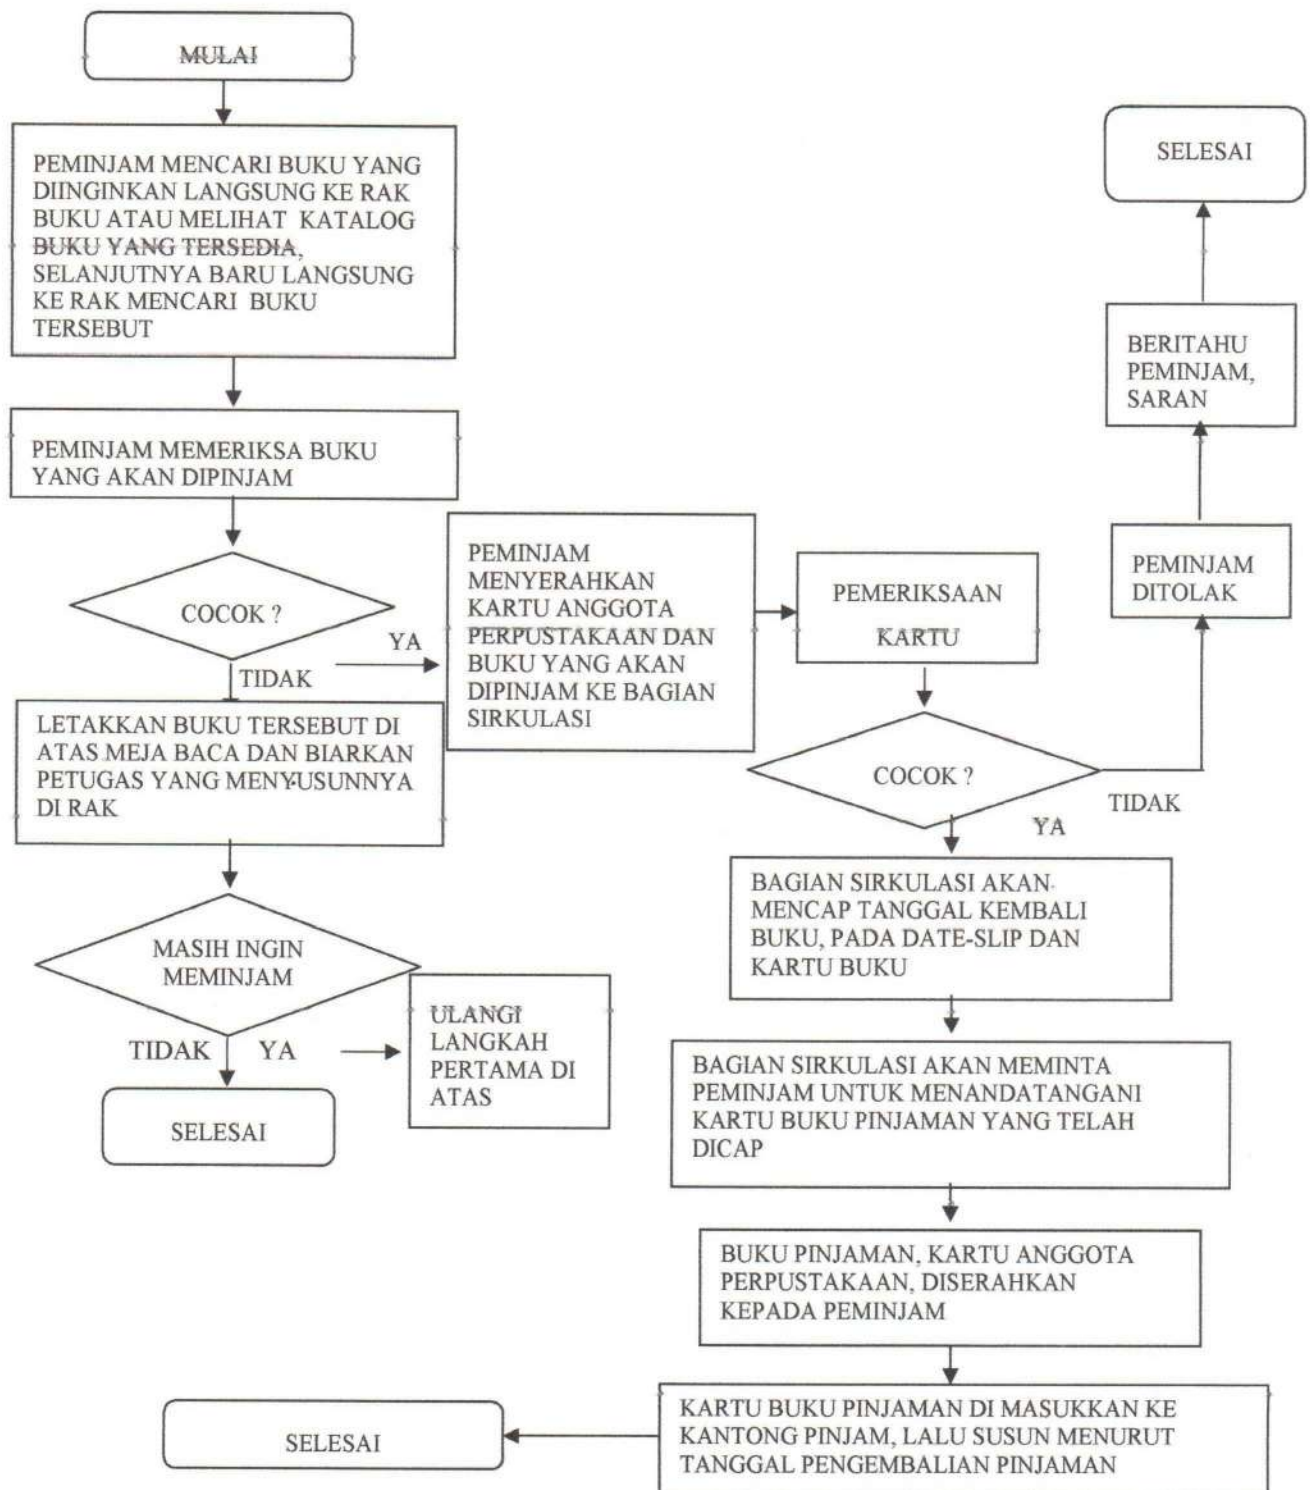 MULAI
PEMINJAM MENCARI BUKU YANG
DIINGINKAN LANGSUNG KE RAK
BUKU ATAU MELIHAT KATALOG
BUKU YANG TERSEDIA,
SELANJUTNYA BARU LANGSUNG
KE RAK MENCARI BUKU
TERSEBUT
PEMINJAM MEMERIKSA BUKU
YANG AKAN DIPINJAM
COCOK ?
YA
TIDAK
LETAKKAN BUKU TERSEBUT DI
ATAS MEJA BACA DAN BIARKAN
PETUGAS YANG MENYUSUNNYA
DI RAK
MASIH INGIN
MEMINJAM
TIDAK
YA
SELESAI
ULANGI
LANGKAH
PERTAMA DI
ATAS
PEMINJAM
MENYERAHKAN
KARTU ANGGOTA
PERPUSTAKAAN DAN
BUKU YANG AKAN
DIPINJAM KE BAGIAN
SIRKULASI
PEMERIKSAAN
KARTU
COCOK ?
TIDAK
YA
PEMINJAM
DITOLAK
BERITAHU
PEMINJAM,
SARAN
SELESAI
BAGIAN SIRKULASI AKAN
MENCAP TANGGAL KEMBALI
BUKU, PADA DATE-SLIP DAN
KARTU BUKU
BAGIAN SIRKULASI AKAN MEMINTA
PEMINJAM UNTUK MENANDATANGANI
KARTU BUKU PINJAMAN YANG TELAH
DICAP
BUKU PINJAMAN, KARTU ANGGOTA
PERPUSTAKAAN, DISERAHKAN
KEPADA PEMINJAM
KARTU BUKU PINJAMAN DI MASUKKAN KE
KANTONG PINJAM, LALU SUSUN MENURUT
TANGGAL PENGEMBALIAN PINJAMAN
SELESAI